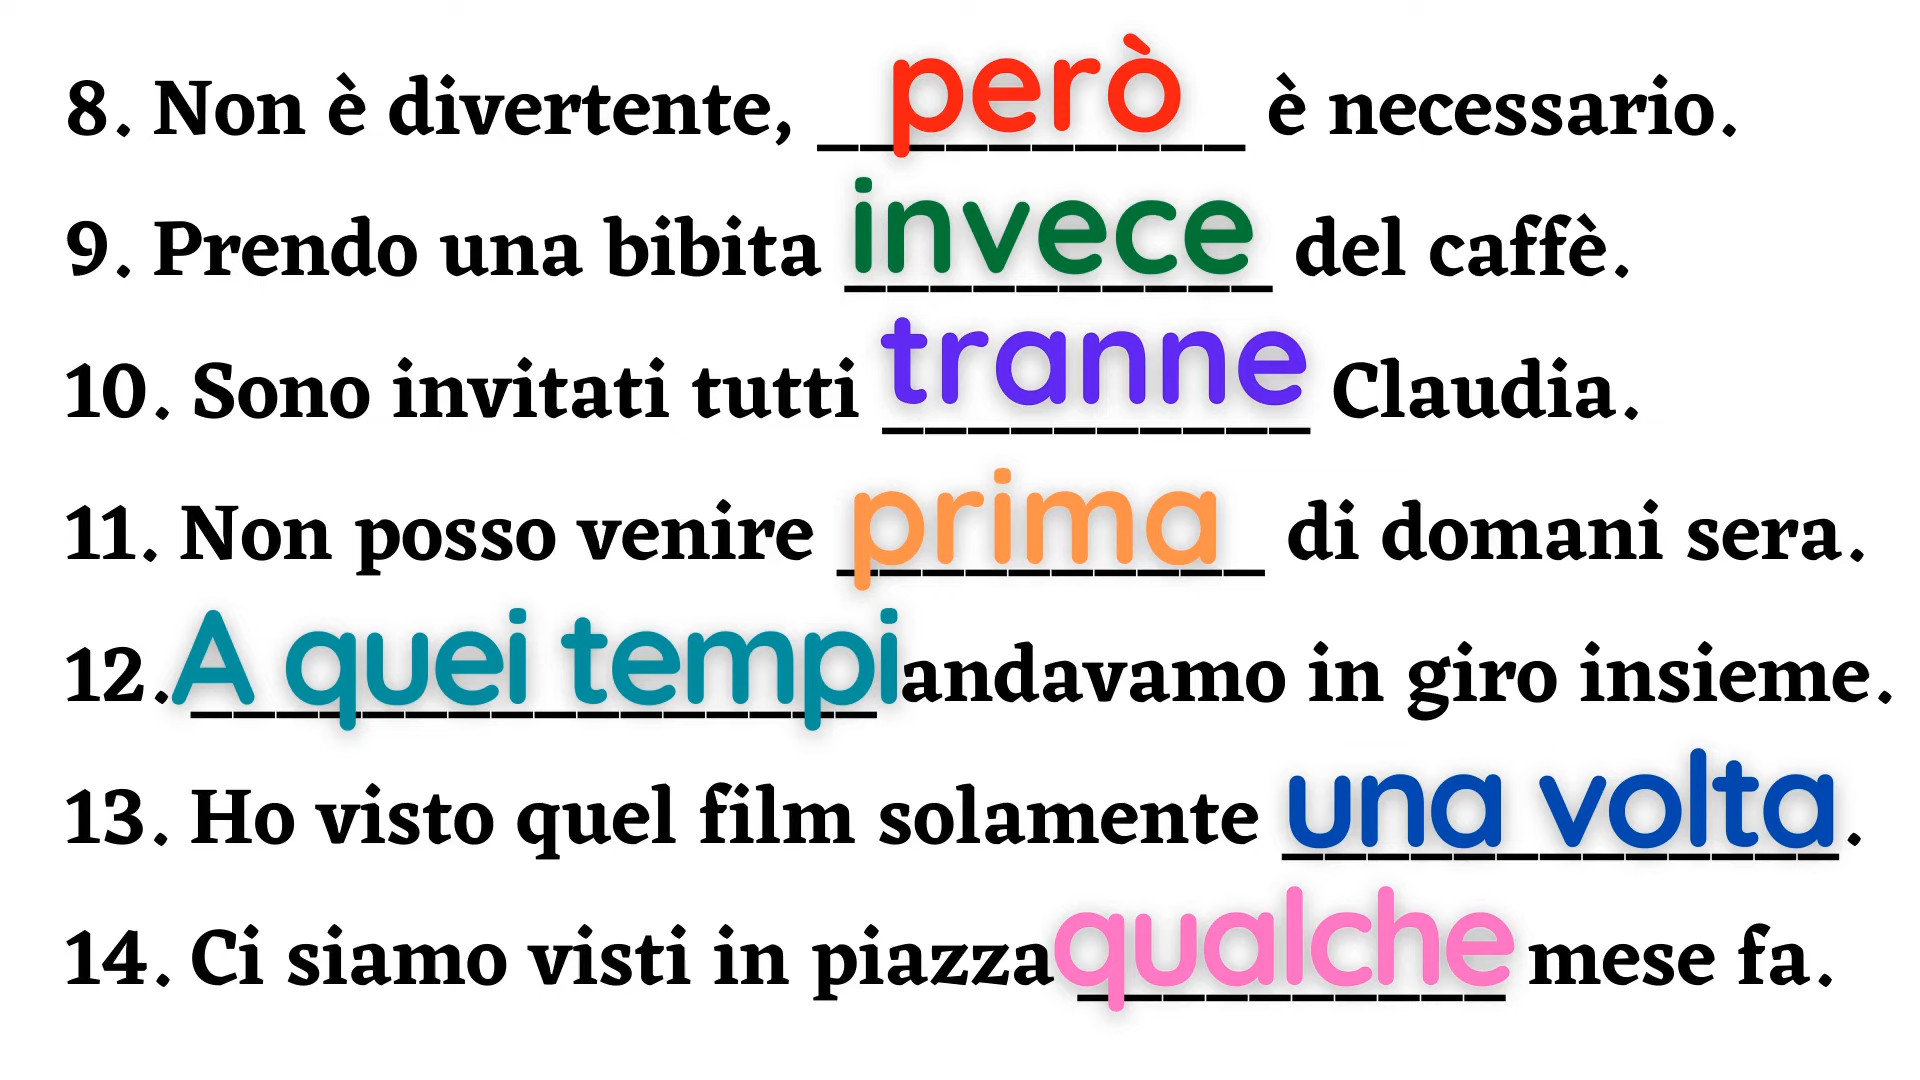 8. Non è divertente, però è necessario.
9. Prendo una bibita invece del caffè.
10. Sono invitati tutti tranne Claudia.
11. Non posso venire prima di domani sera.
12. A quei tempi andavamo in giro insieme.
13. Ho visto quel film solamente una volta.
14. Ci siamo visti in piazza qualche mese fa.